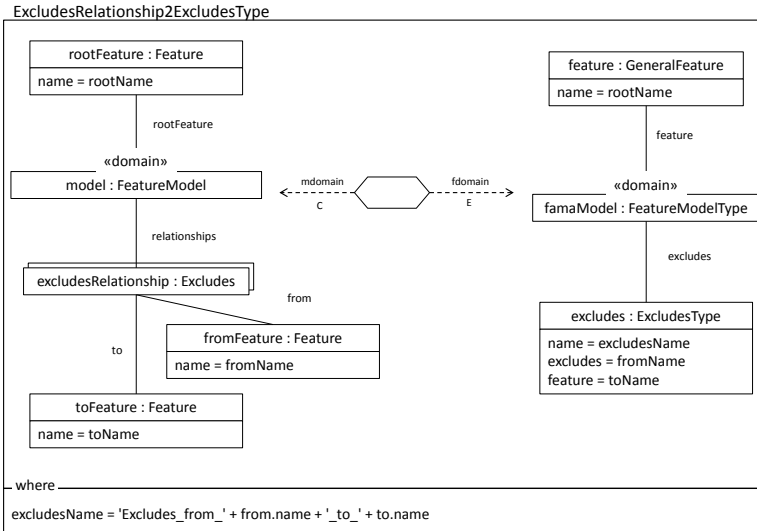 ExcludesRelationship2ExcludesType
rootFeature : Feature
name = rootName
rootFeature
«domain»
model : FeatureModel
relationships
excludesRelationship : Excludes
from
fromFeature : Feature
name = fromName
to
toFeature : Feature
name = toName
mdomain
C
fdomain
E
feature : GeneralFeature
name = rootName
feature
«domain»
famaModel : FeatureModelType
excludes
excludes : ExcludesType
name = excludesName
excludes = fromName
feature = toName
where
excludesName = 'Excludes_from_' + from.name + '_to_' + to.name